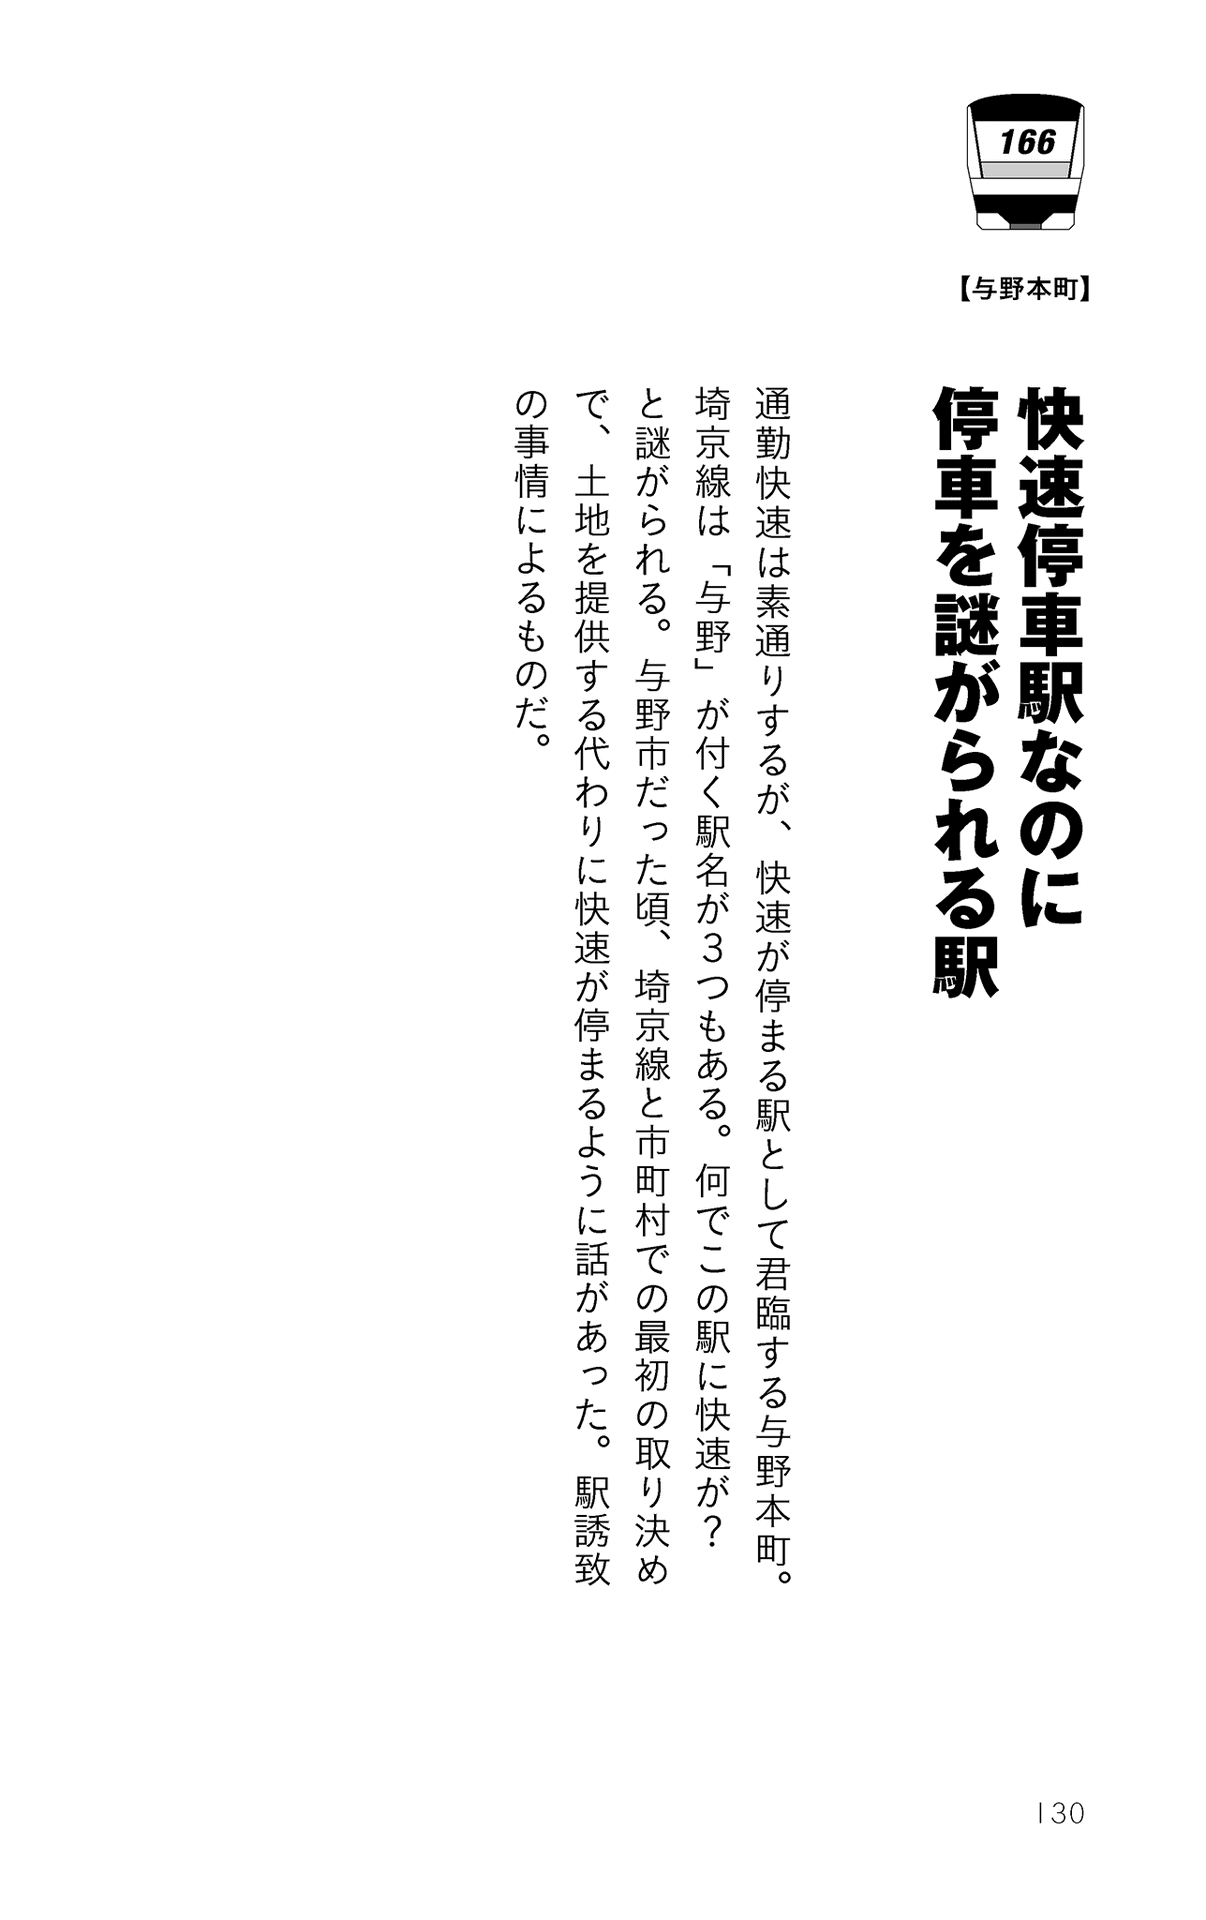 166
【与野本町】
快速停車駅なのに
停車を謎がられる駅
通勤快速は素通りするが、快速が停まる駅として君臨する与野本町。
埼京線は「与野」が付く駅名が３つもある。何でこの駅に快速が？
と謎がられる。与野市だった頃、埼京線と市町村での最初の取り決め
で、土地を提供する代わりに快速が停まるように話があった。駅誘致
の事情によるものだ。
130